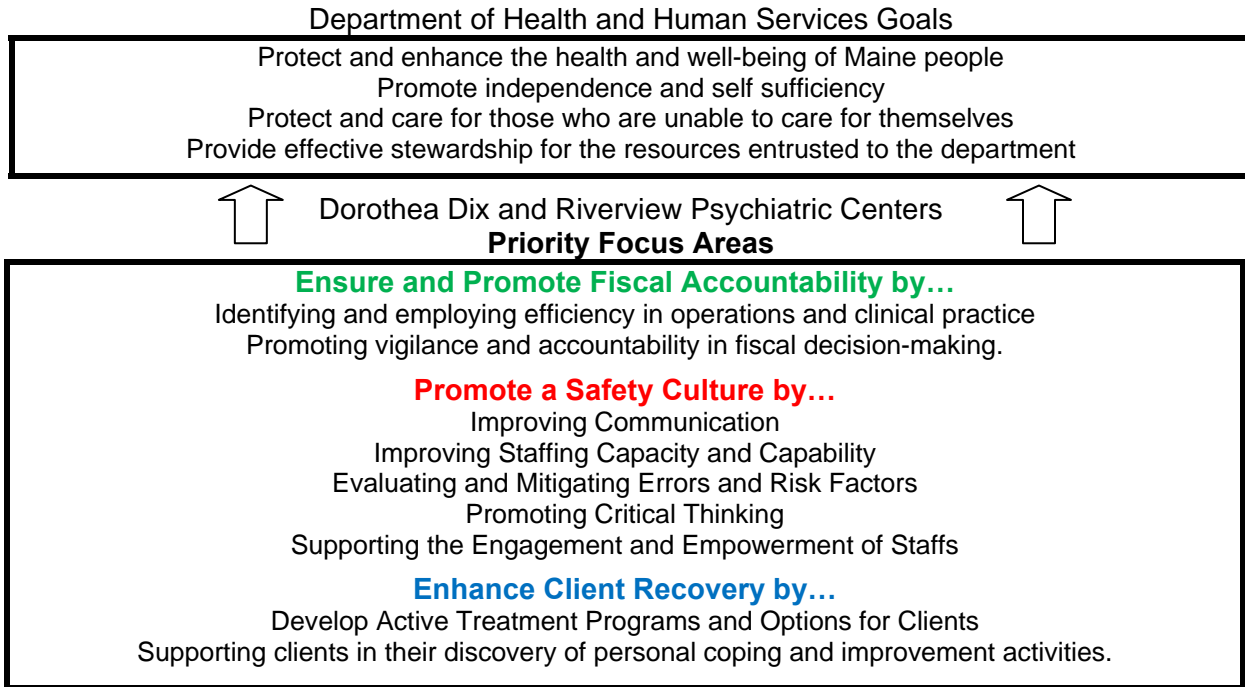 Department of Health and Human Services Goals
Protect and enhance the health and well-being of Maine people
Promote independence and self sufficiency
Protect and care for those who are unable to care for themselves
Provide effective stewardship for the resources entrusted to the department
Dorothea Dix and Riverview Psychiatric Centers
Priority Focus Areas
Ensure and Promote Fiscal Accountability by…
Identifying and employing efficiency in operations and clinical practice
Promoting vigilance and accountability in fiscal decision-making.
Promote a Safety Culture by…
Improving Communication
Improving Staffing Capacity and Capability
Evaluating and Mitigating Errors and Risk Factors
Promoting Critical Thinking
Supporting the Engagement and Empowerment of Staffs
Enhance Client Recovery by…
Develop Active Treatment Programs and Options for Clients
Supporting clients in their discovery of personal coping and improvement activities.